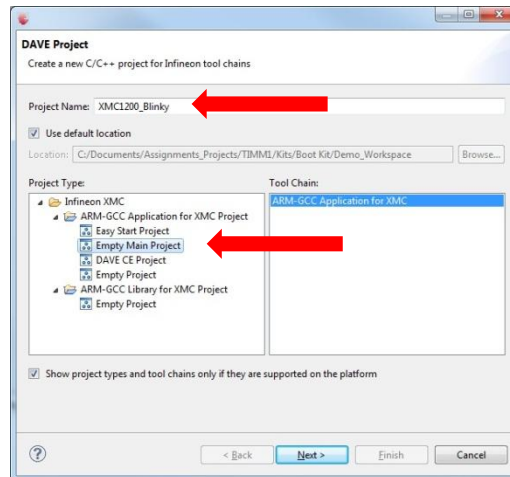 DAVE Project
Create a new C/C++ project for Infineon tool chains
Project Name: XMC1200_Blinky
Use default location
Location: C:/Documents/Assignments_Projects/TIMM1/Kits/Boot Kit/Demo_Workspace Browse...
Project Type: Tool Chain:
Infineon XMC ARM-GCC Application for XMC
ARM-GCC Application for XMC Project
Easy Start Project
Empty Main Project
DAVE CE Project
Empty Project
ARM-GCC Library for XMC Project
Empty Project
Show project types and tool chains only if they are supported on the platform
? < Back Next > Finish Cancel